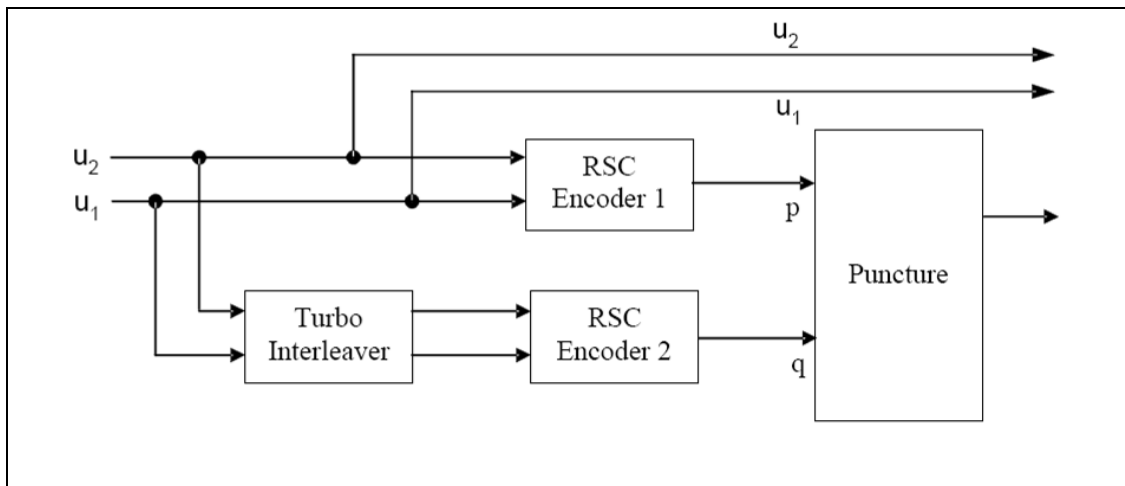 u2
u1
u2
u1
RSC
Encoder 1
p
Puncture
Turbo
Interleaver
RSC
Encoder 2
q